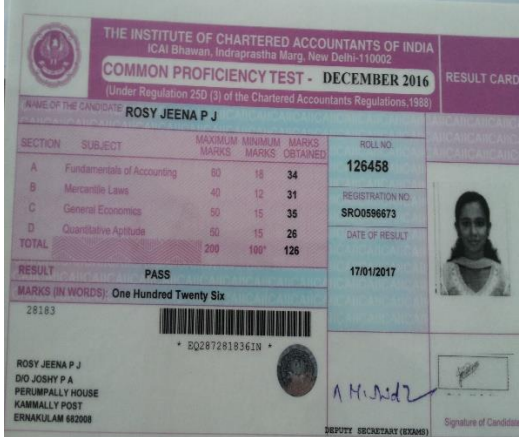 THE INSTITUTE OF CHARTERED ACCOUNTANTS OF INDIA
ICAI Bhawan, Indraprastha Marg, New Delhi-110002
COMMON PROFICIENCY TEST - DECEMBER 2016
RESULT CARD
(Under Regulation 25D (3) of the Chartered Accountants Regulations,1988)
NAME OF THE CANDIDATE ROSY JEENA P J
SECTION SUBJECT MAXIMUM MARKS MINIMUM MARKS MARKS OBTAINED
A Fundamentals of Accounting 60 18 34
B Mercantile Laws 40 12 31
C General Economics 50 15 35
D Quantitative Aptitude 50 15 26
TOTAL 200 100* 126
ROLL NO.
126458
REGISTRATION NO.
SRO0596673
DATE OF RESULT
17/01/2017
RESULT PASS
MARKS (IN WORDS): One Hundred Twenty Six
28183
* EQ287281836IN *
ROSY JEENA P J
D/O JOSHY P A
PERUMPALLY HOUSE
KAMMALLY POST
ERNAKULAM 682008
DEPUTY SECRETARY (EXAMS)
Signature of Candidate